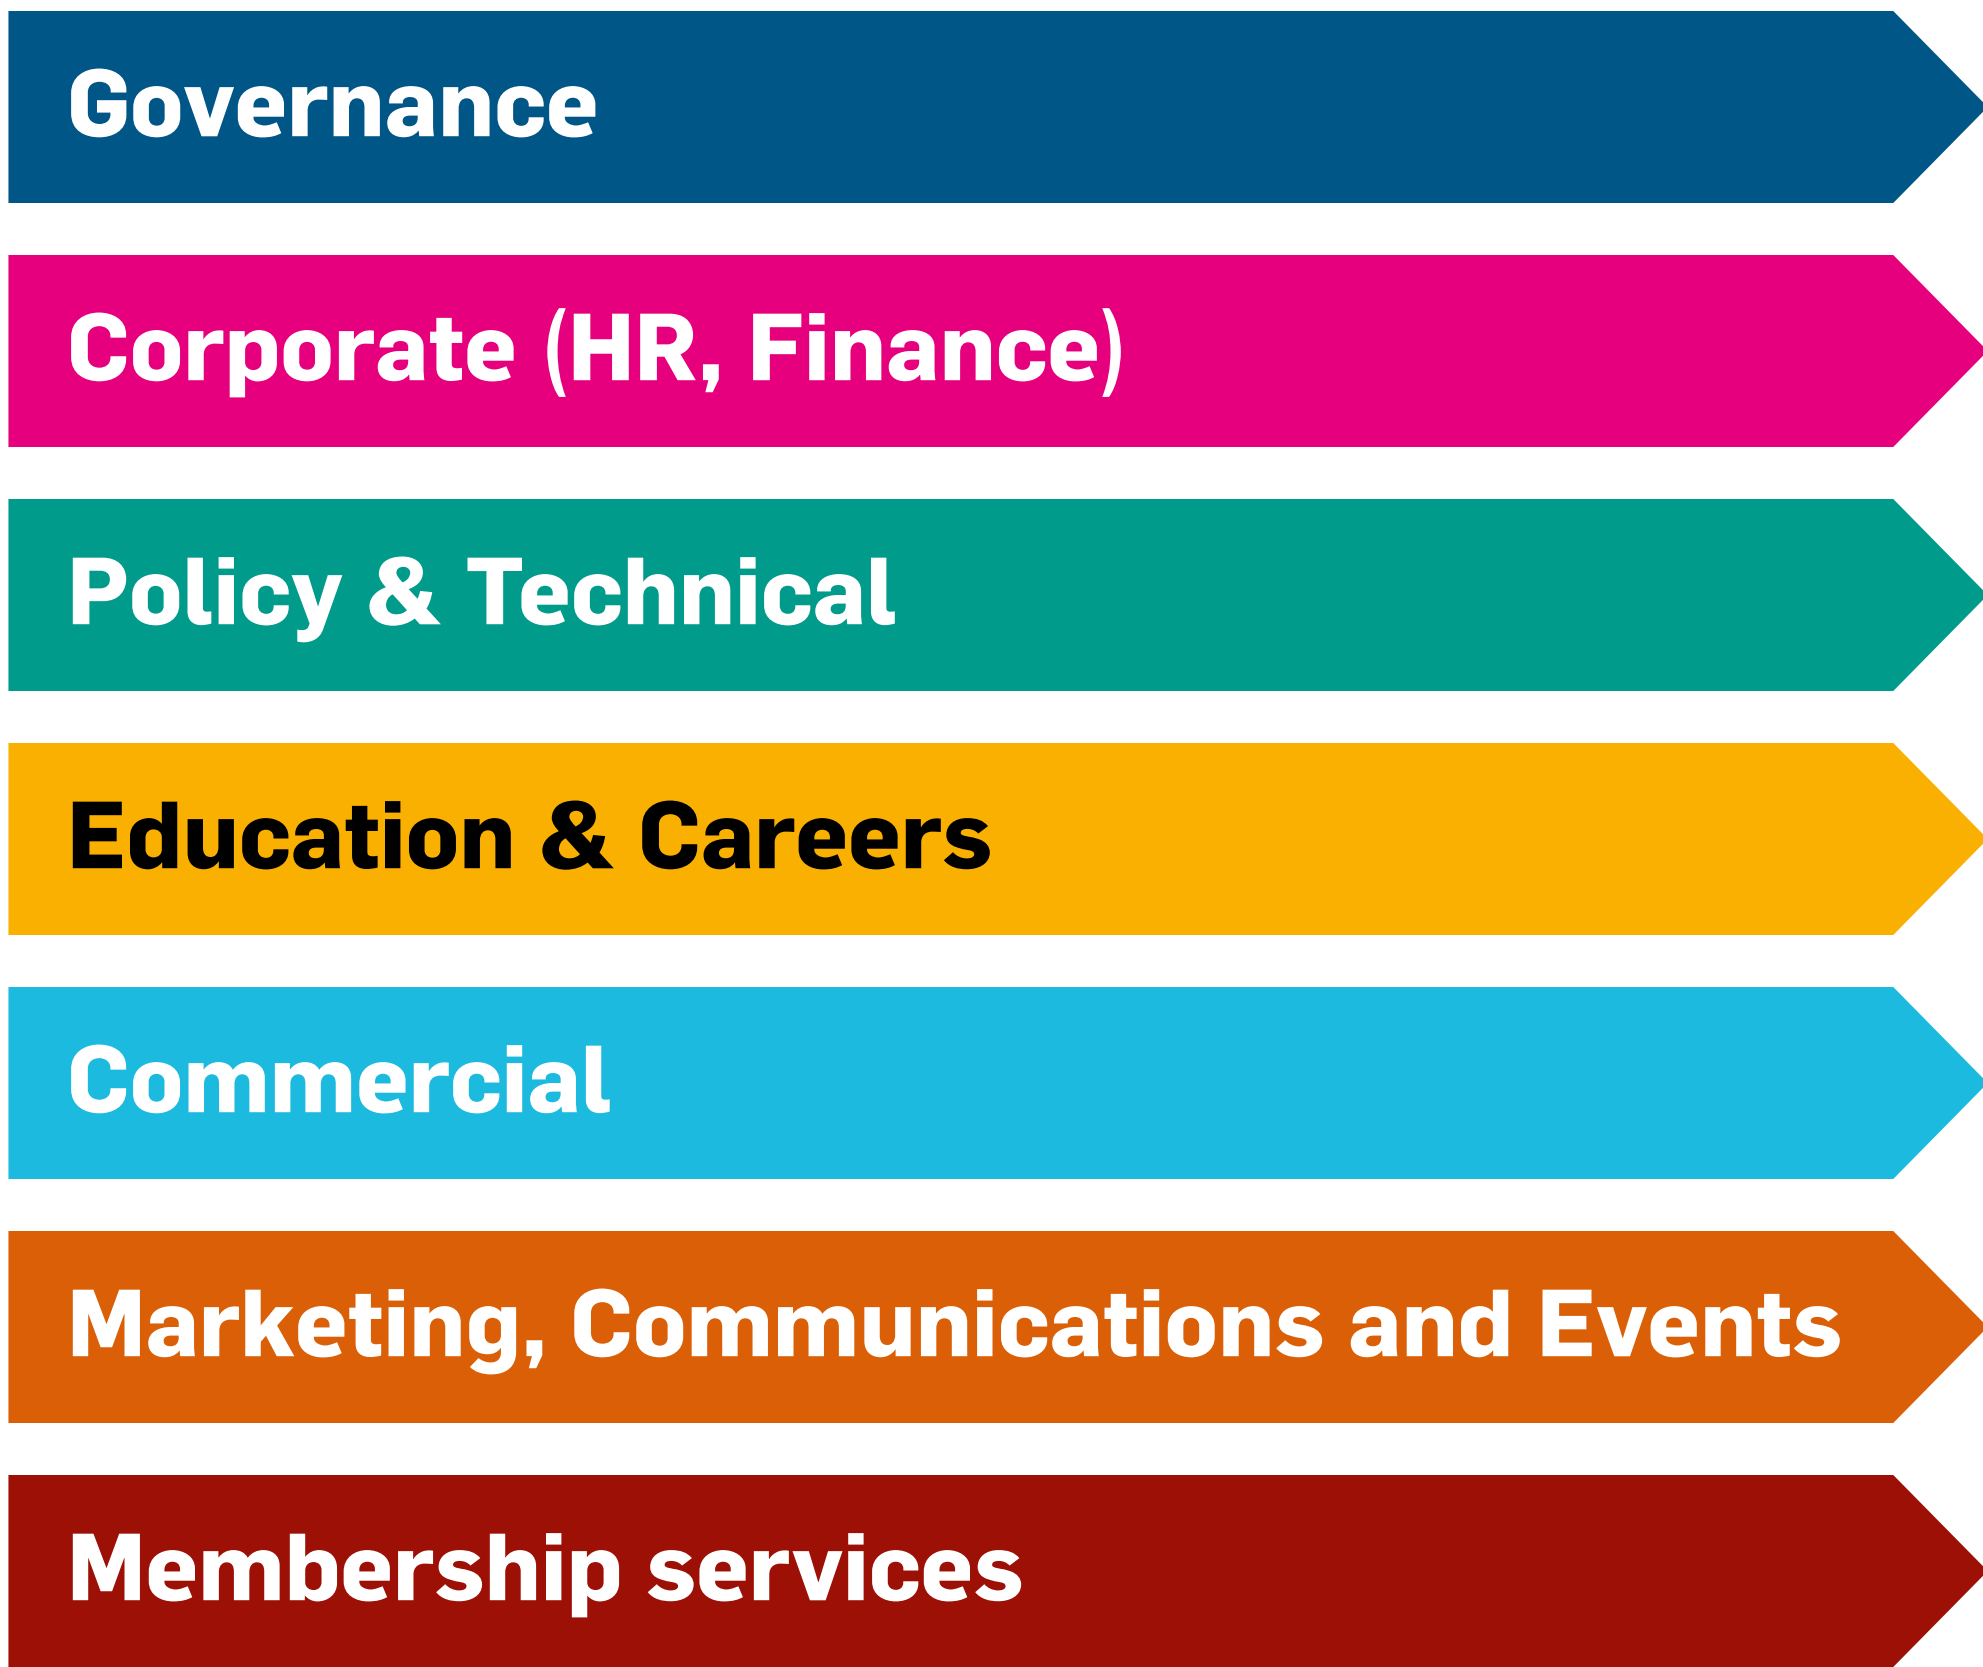 Governance
Corporate (HR, Finance)
Policy & Technical
Education & Careers
Commercial
Marketing, Communications and Events
Membership services